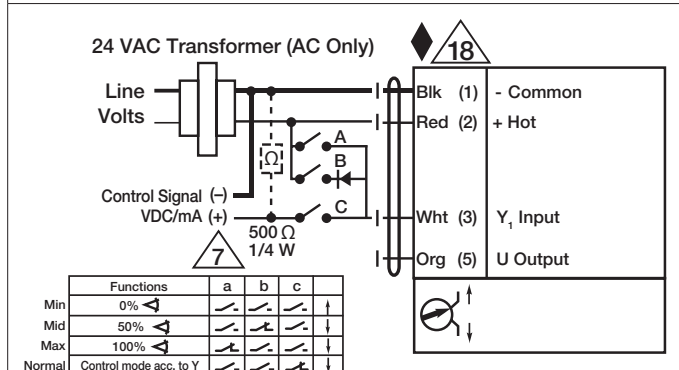 24 VAC Transformer (AC Only)
18
Line
Volts
Blk (1) - Common
Red (2) + Hot
A
Ω
B
Control Signal (–)
VDC/mA (+)
C
500 Ω
1/4 W
Wht (3) Y1 Input
7
Org (5) U Output
Functions a b c
Min 0%
Mid 50%
Max 100%
Normal Control mode acc. to Y